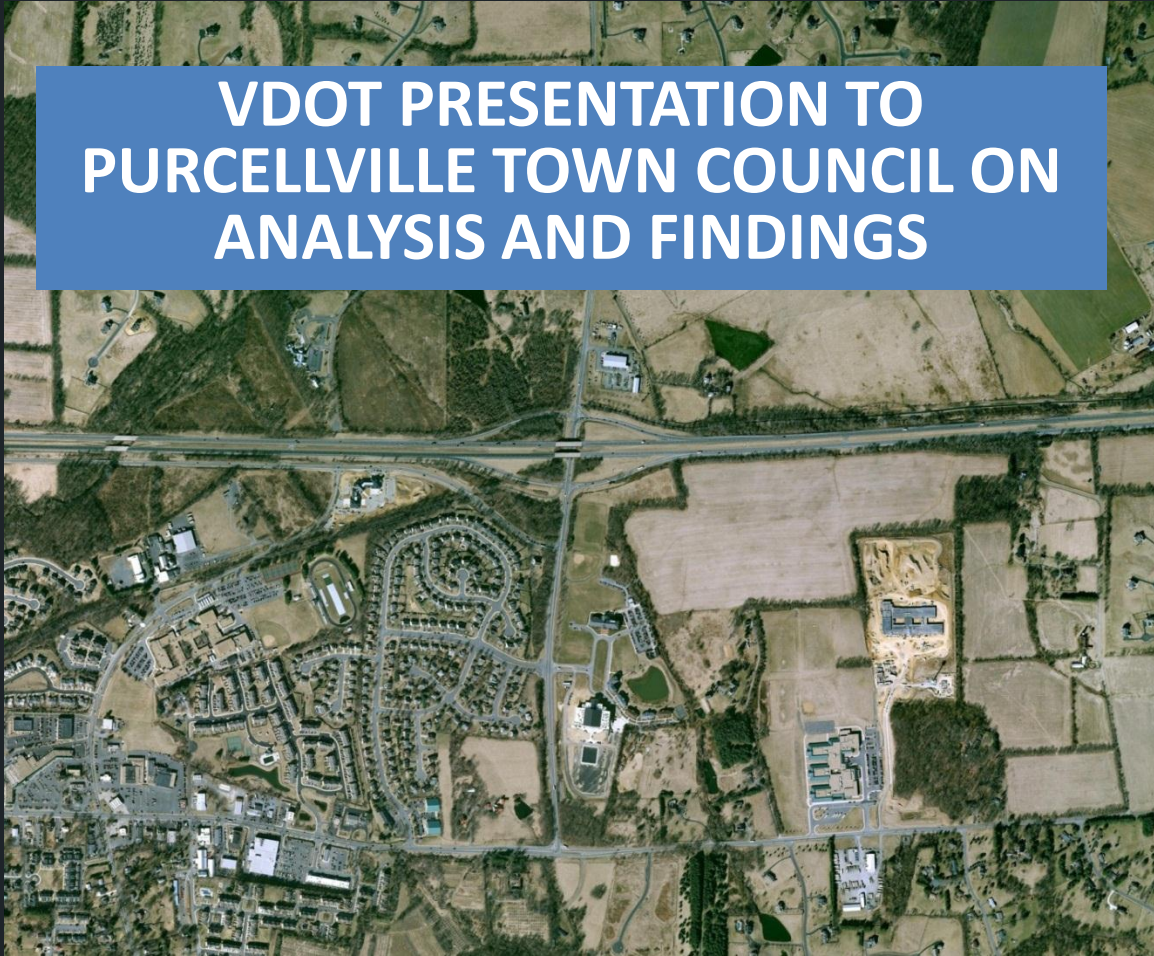 VDOT PRESENTATION TO
PURCELLVILLE TOWN COUNCIL ON
ANALYSIS AND FINDINGS